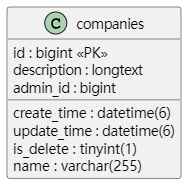 C companies
id : bigint «PK»
description : longtext
admin_id : bigint
create_time : datetime(6)
update_time : datetime(6)
is_delete : tinyint(1)
name : varchar(255)